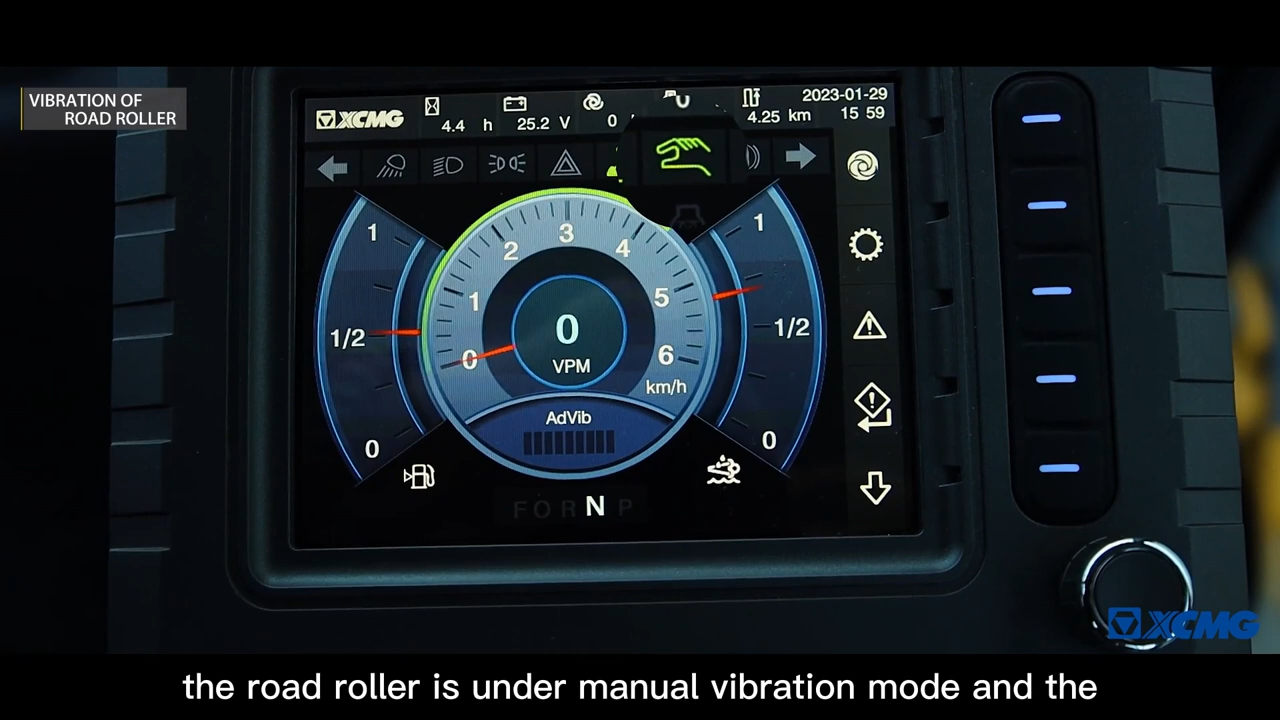 VIBRATION OF
ROAD ROLLER
XCMG
4.4 h
25.2 V
0
4.25 km
2023-01-29
15 59
1
1/2
0
0
1
2
3
4
5
6
km/h
0
VPM
AdVib
1
1/2
0
F O R N P
XCMG
the road roller is under manual vibration mode and the